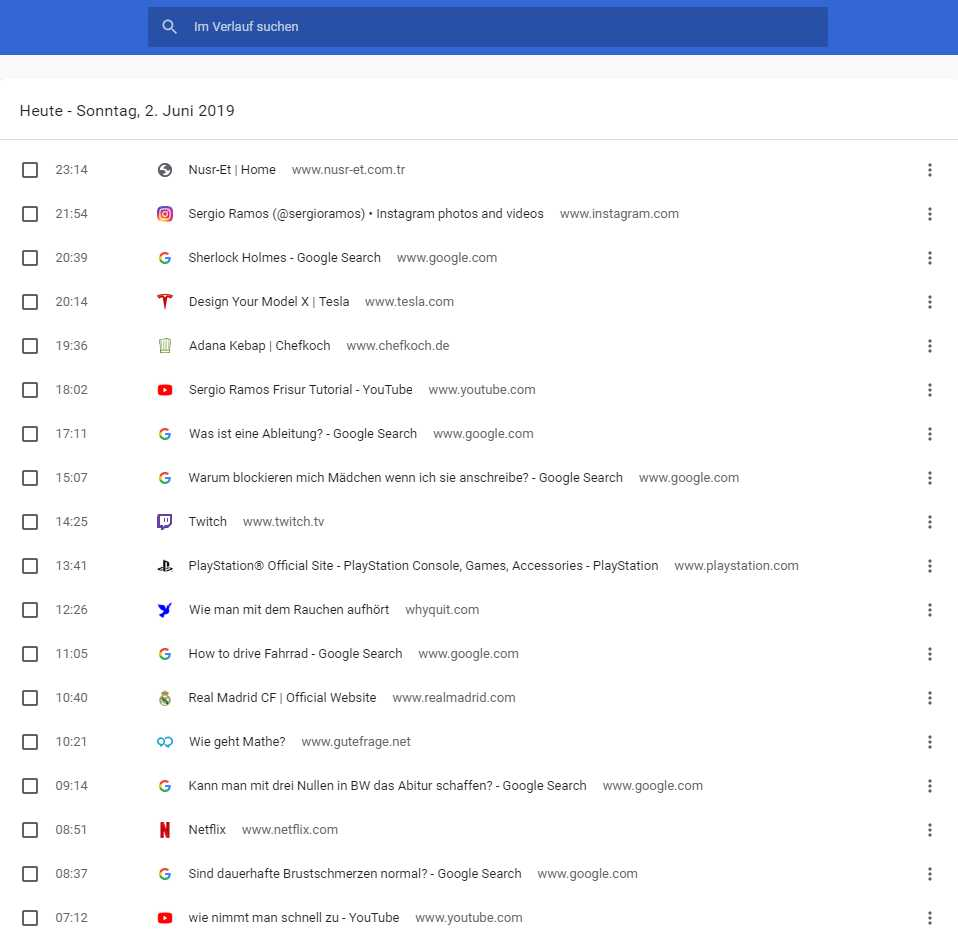 Im Verlauf suchen
Heute - Sonntag, 2. Juni 2019
23:14 Nusr-Et | Home www.nusr-et.com.tr
21:54 Sergio Ramos (@sergioramos) • Instagram photos and videos www.instagram.com
20:39 Sherlock Holmes - Google Search www.google.com
20:14 Design Your Model X | Tesla www.tesla.com
19:36 Adana Kebap | Chefkoch www.chefkoch.de
18:02 Sergio Ramos Frisur Tutorial - YouTube www.youtube.com
17:11 Was ist eine Ableitung? - Google Search www.google.com
15:07 Warum blockieren mich Mädchen wenn ich sie anschreibe? - Google Search www.google.com
14:25 Twitch www.twitch.tv
13:41 PlayStation® Official Site - PlayStation Console, Games, Accessories - PlayStation www.playstation.com
12:26 Wie man mit dem Rauchen aufhört whyquit.com
11:05 How to drive Fahrrad - Google Search www.google.com
10:40 Real Madrid CF | Official Website www.realmadrid.com
10:21 Wie geht Mathe? www.gutefrage.net
09:14 Kann man mit drei Nullen in BW das Abitur schaffen? - Google Search www.google.com
08:51 Netflix www.netflix.com
08:37 Sind dauerhafte Brustschmerzen normal? - Google Search www.google.com
07:12 wie nimmt man schnell zu - YouTube www.youtube.com